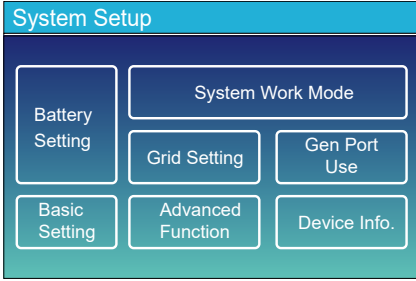 System Setup
Battery
Setting
System Work Mode
Grid Setting
Gen Port
Use
Basic
Setting
Advanced
Function
Device Info.